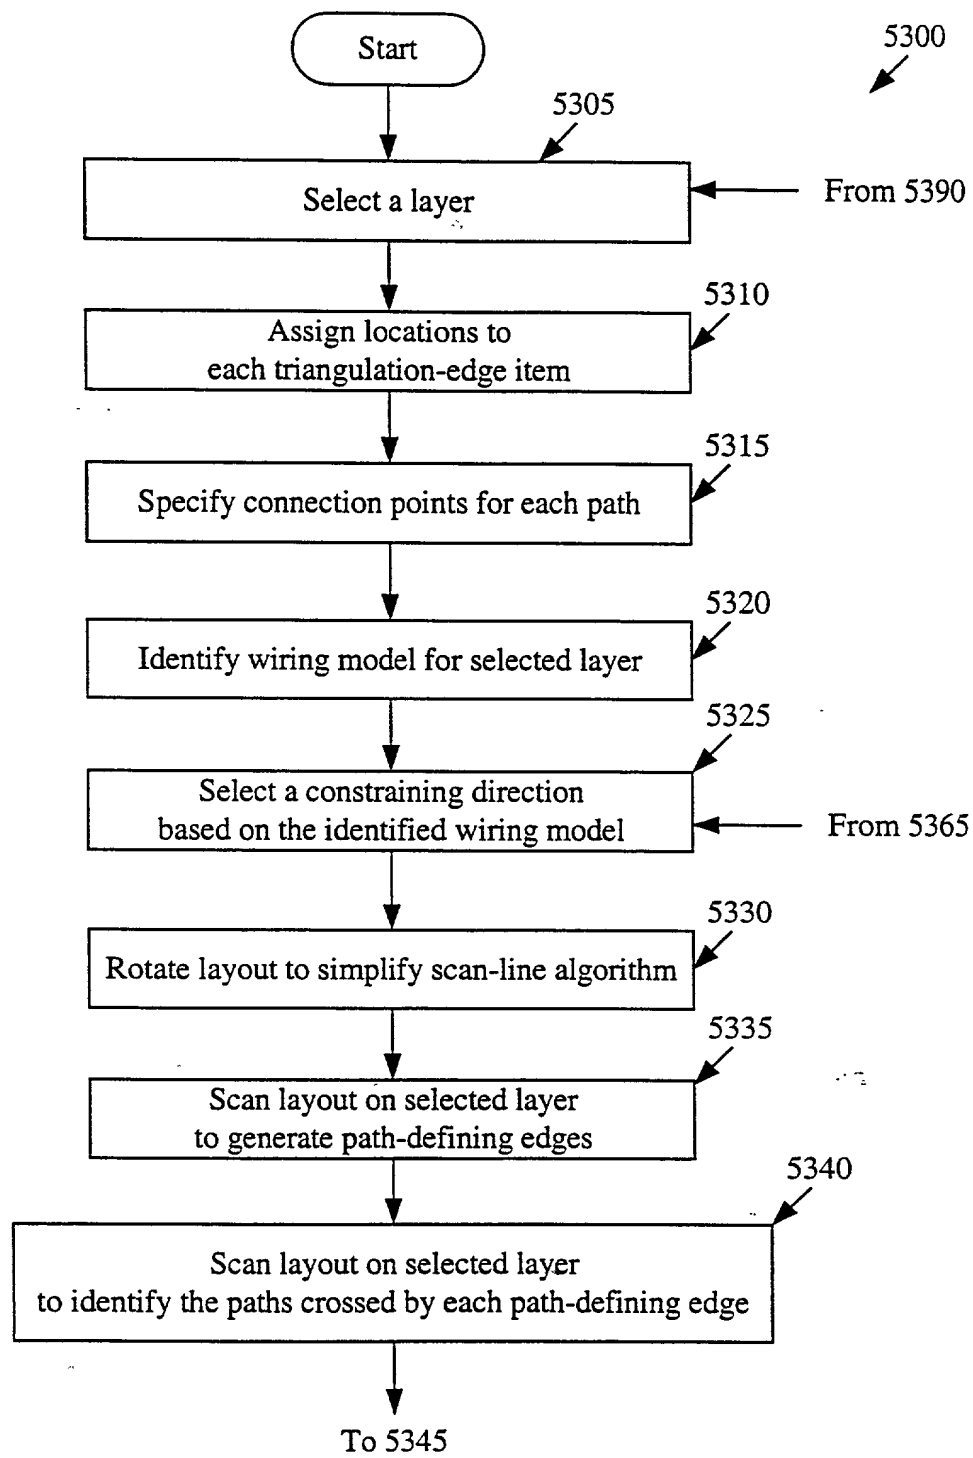 Start
5300
5305
Select a layer
From 5390
5310
Assign locations to
each triangulation-edge item
5315
Specify connection points for each path
5320
Identify wiring model for selected layer
5325
Select a constraining direction
based on the identified wiring model
From 5365
5330
Rotate layout to simplify scan-line algorithm
5335
Scan layout on selected layer
to generate path-defining edges
5340
Scan layout on selected layer
to identify the paths crossed by each path-defining edge
To 5345